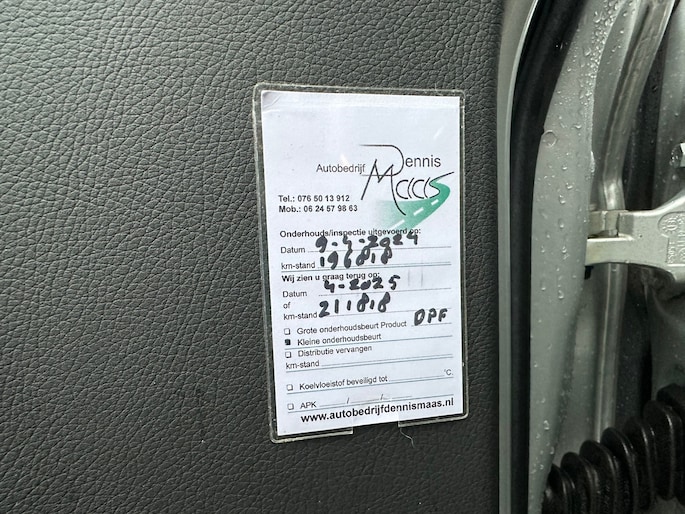 Autobedrijf Dennis
Maas
Tel.: 076 50 13 912
Mob.: 06 24 57 98 63
Onderhouds/inspectie uitgevoerd op:
Datum 9-4-2024
km-stand 196818
Wij zien u graag terug op:
Datum 4-2025
of
km-stand 211818
Grote onderhoudsbeurt Product DPF
Kleine onderhoudsbeurt
Distributie vervangen
km-stand
Koelvloeistof beveiligd tot °C
APK / / -
www.autobedrijfdennismaas.nl